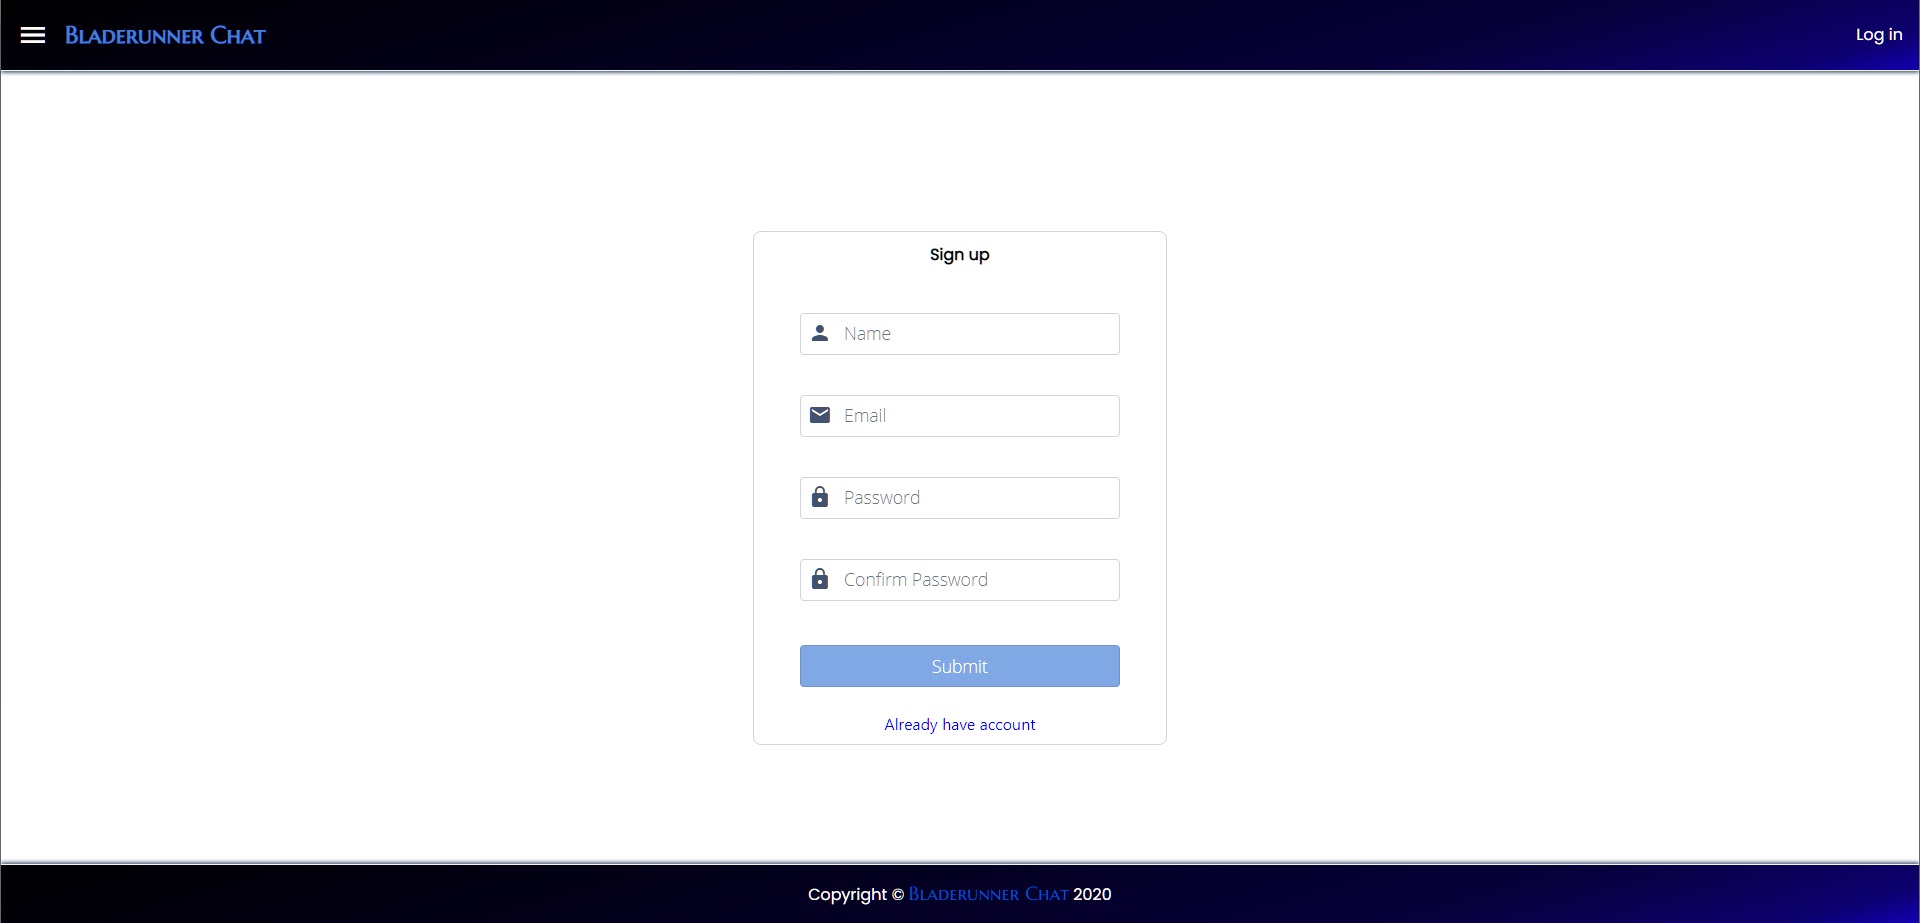 Bladerunner Chat
Log in
Sign up
Name
Email
Password
Confirm Password
Submit
Already have account
Copyright © Bladerunner Chat 2020